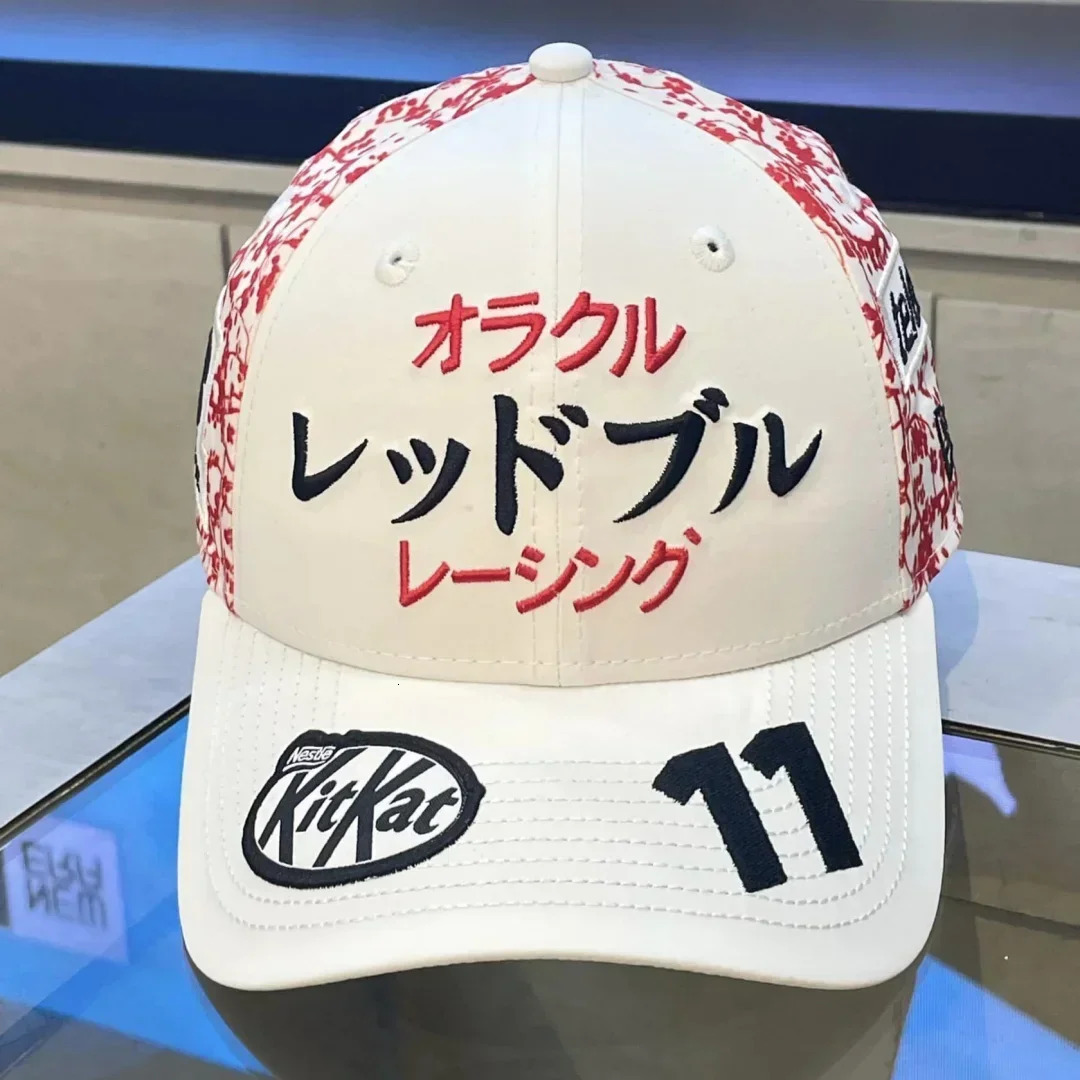 オラクル
レッドブル
レーシング
Nestlé
KitKat
11